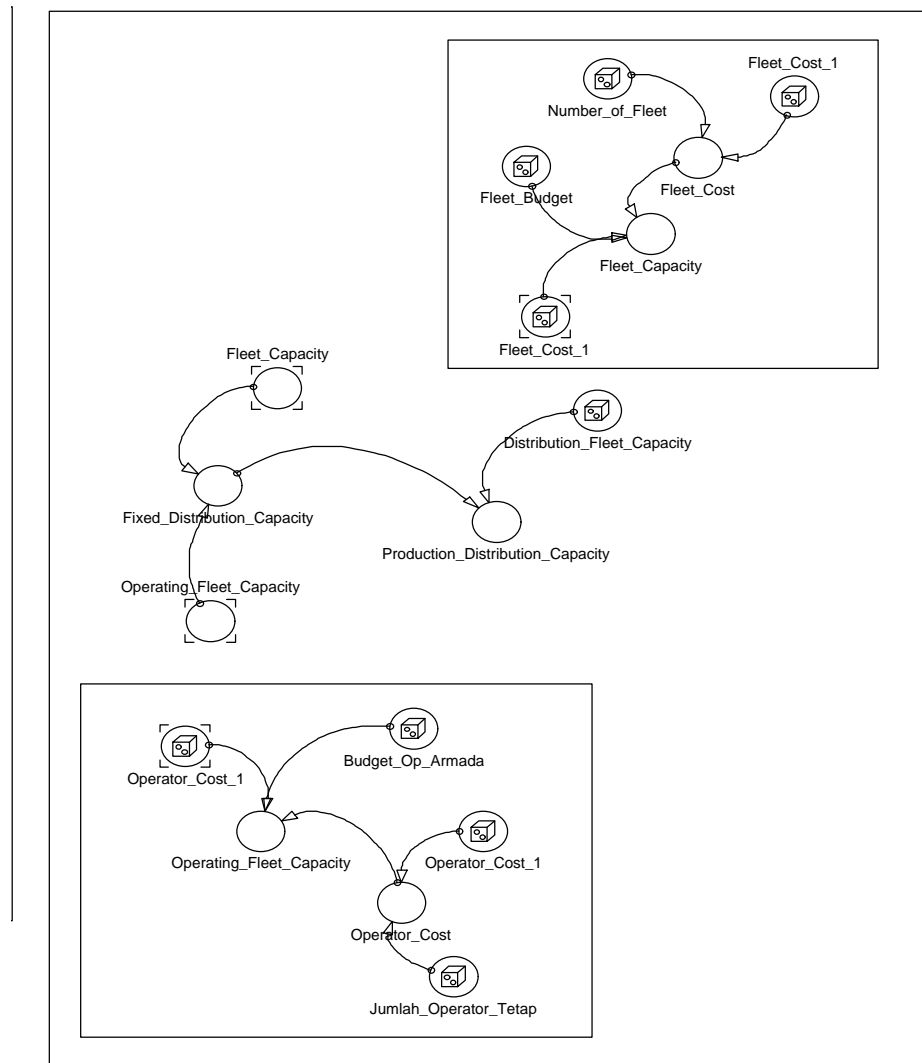 Fleet_Cost_1
Number_of_Fleet
Fleet_Budget
Fleet_Cost
Fleet_Capacity
Fleet_Cost_1
Fleet_Capacity
Distribution_Fleet_Capacity
Fixed_Distribution_Capacity
Production_Distribution_Capacity
Operating_Fleet_Capacity
Operator_Cost_1
Budget_Op_Armada
Operating_Fleet_Capacity
Operator_Cost_1
Operator_Cost
Jumlah_Operator_Tetap